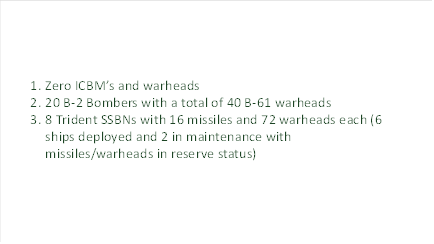 1. Zero ICBM's and warheads
2. 20 B-2 Bombers with a total of 40 B-61 warheads
3. 8 Trident SSBNs with 16 missiles and 72 warheads each (6
ships deployed and 2 in maintenance with
missiles/warheads in reserve status)